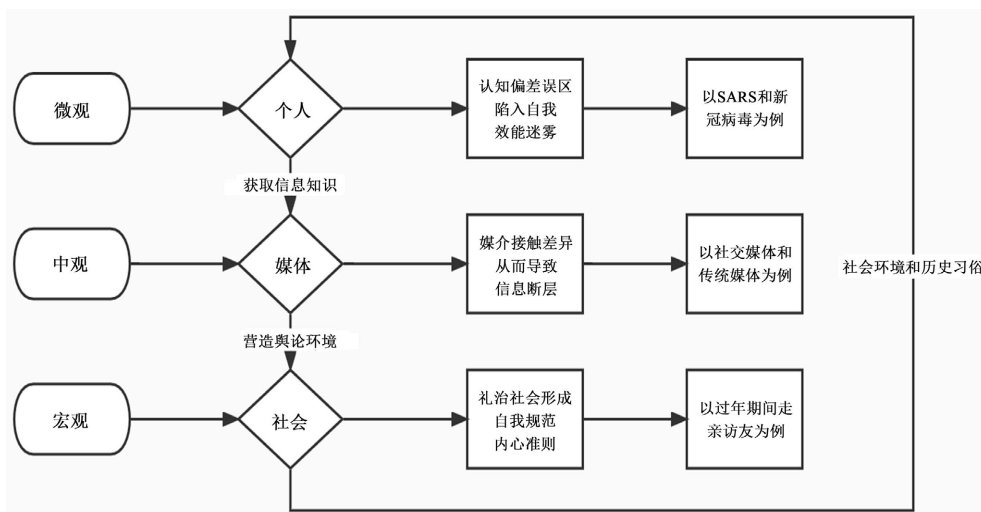 微观
个人
认知偏差误区
陷入自我
效能迷雾
以SARS和新
冠病毒为例
获取信息知识
中观
媒体
媒介接触差异
从而导致
信息断层
以社交媒体和
传统媒体为例
社会环境和历史习俗
营造舆论环境
宏观
社会
礼治社会形成
自我规范
内心准则
以过年期间走
亲访友为例